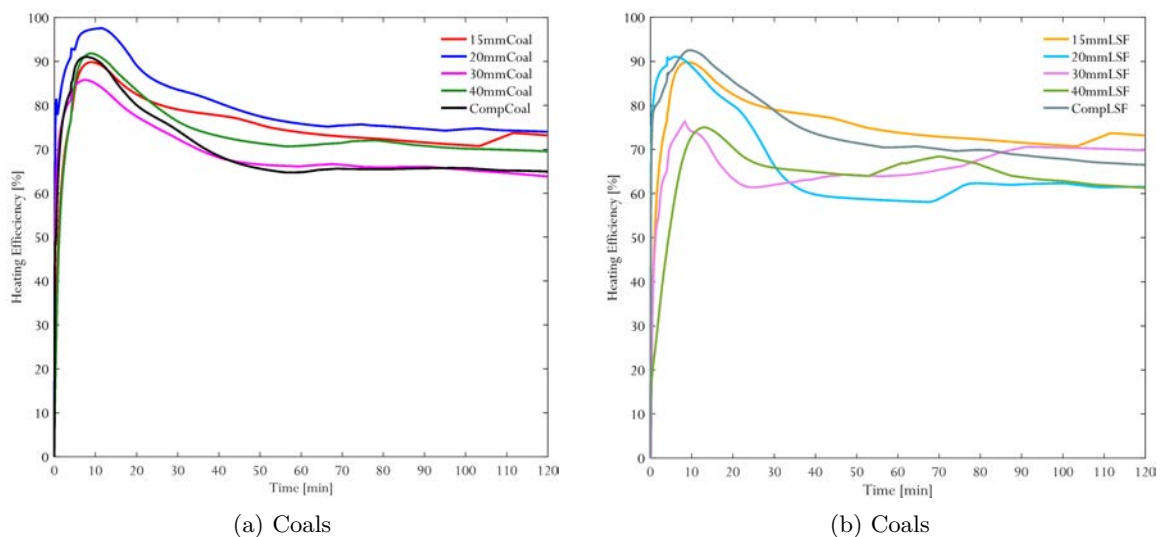 100
90
80
70
60
50
40
30
20
10
0
Heating Efficiency [%]
15mmCoal
20mmCoal
30mmCoal
40mmCoal
CompCoal
0 10 20 30 40 50 60 70 80 90 100 110 120
Time [min]
(a) Coals
100
90
80
70
60
50
40
30
20
10
0
Heating Efficiency [%]
15mmLSF
20mmLSF
30mmLSF
40mmLSF
CompLSF
0 10 20 30 40 50 60 70 80 90 100 110 120
Time [min]
(b) Coals